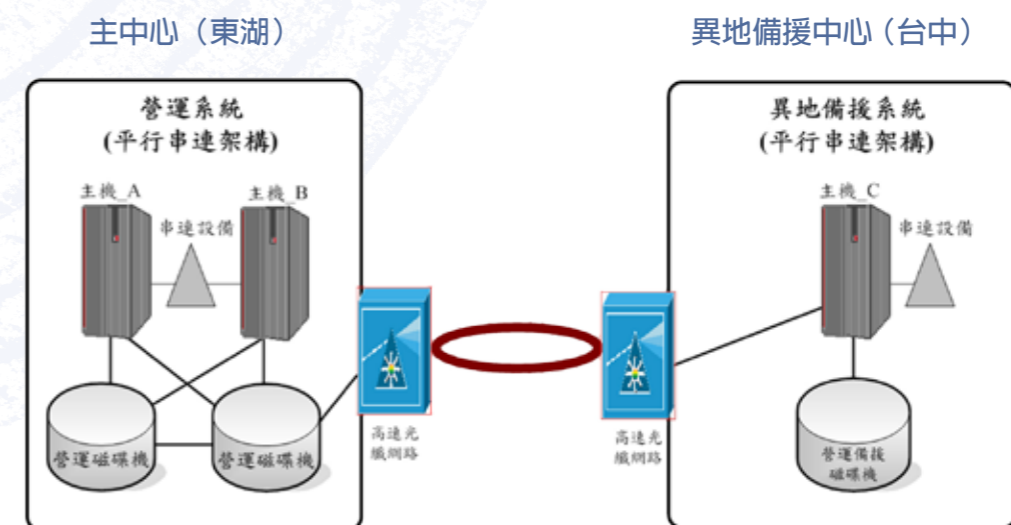 主中心（東湖）
異地備援中心（台中）
營運系統
(平行串連架構)
主機_A
主機_B
串連設備
營運磁碟機
營運磁碟機
高速光
纖網路
高速光
纖網路
異地備援系統
(平行串連架構)
主機_C
串連設備
營運備援
磁碟機